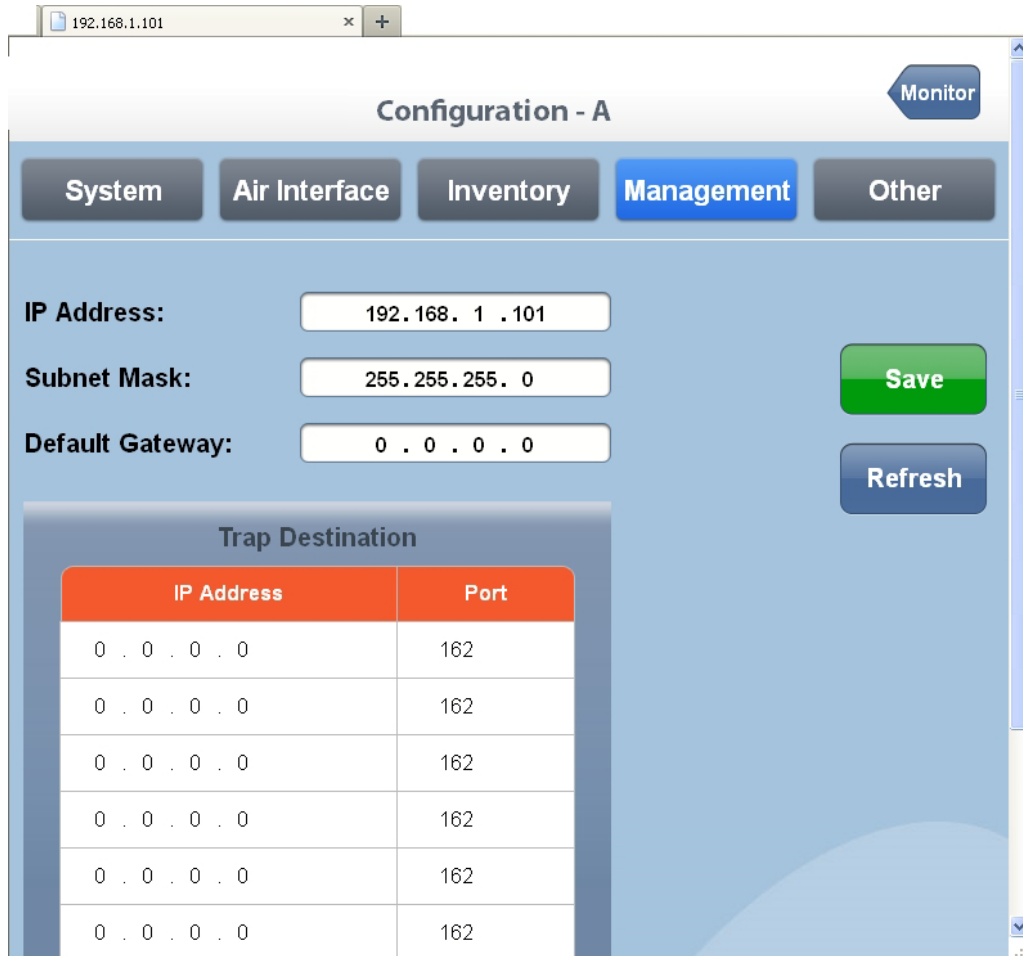 192.168.1.101
Configuration - A
Monitor
System Air Interface Inventory Management Other
IP Address: 192.168. 1 .101
Subnet Mask: 255.255.255. 0
Save
Default Gateway: 0 . 0 . 0 . 0
Refresh
Trap Destination
IP Address Port
0 . 0 . 0 . 0 162
0 . 0 . 0 . 0 162
0 . 0 . 0 . 0 162
0 . 0 . 0 . 0 162
0 . 0 . 0 . 0 162
0 . 0 . 0 . 0 162